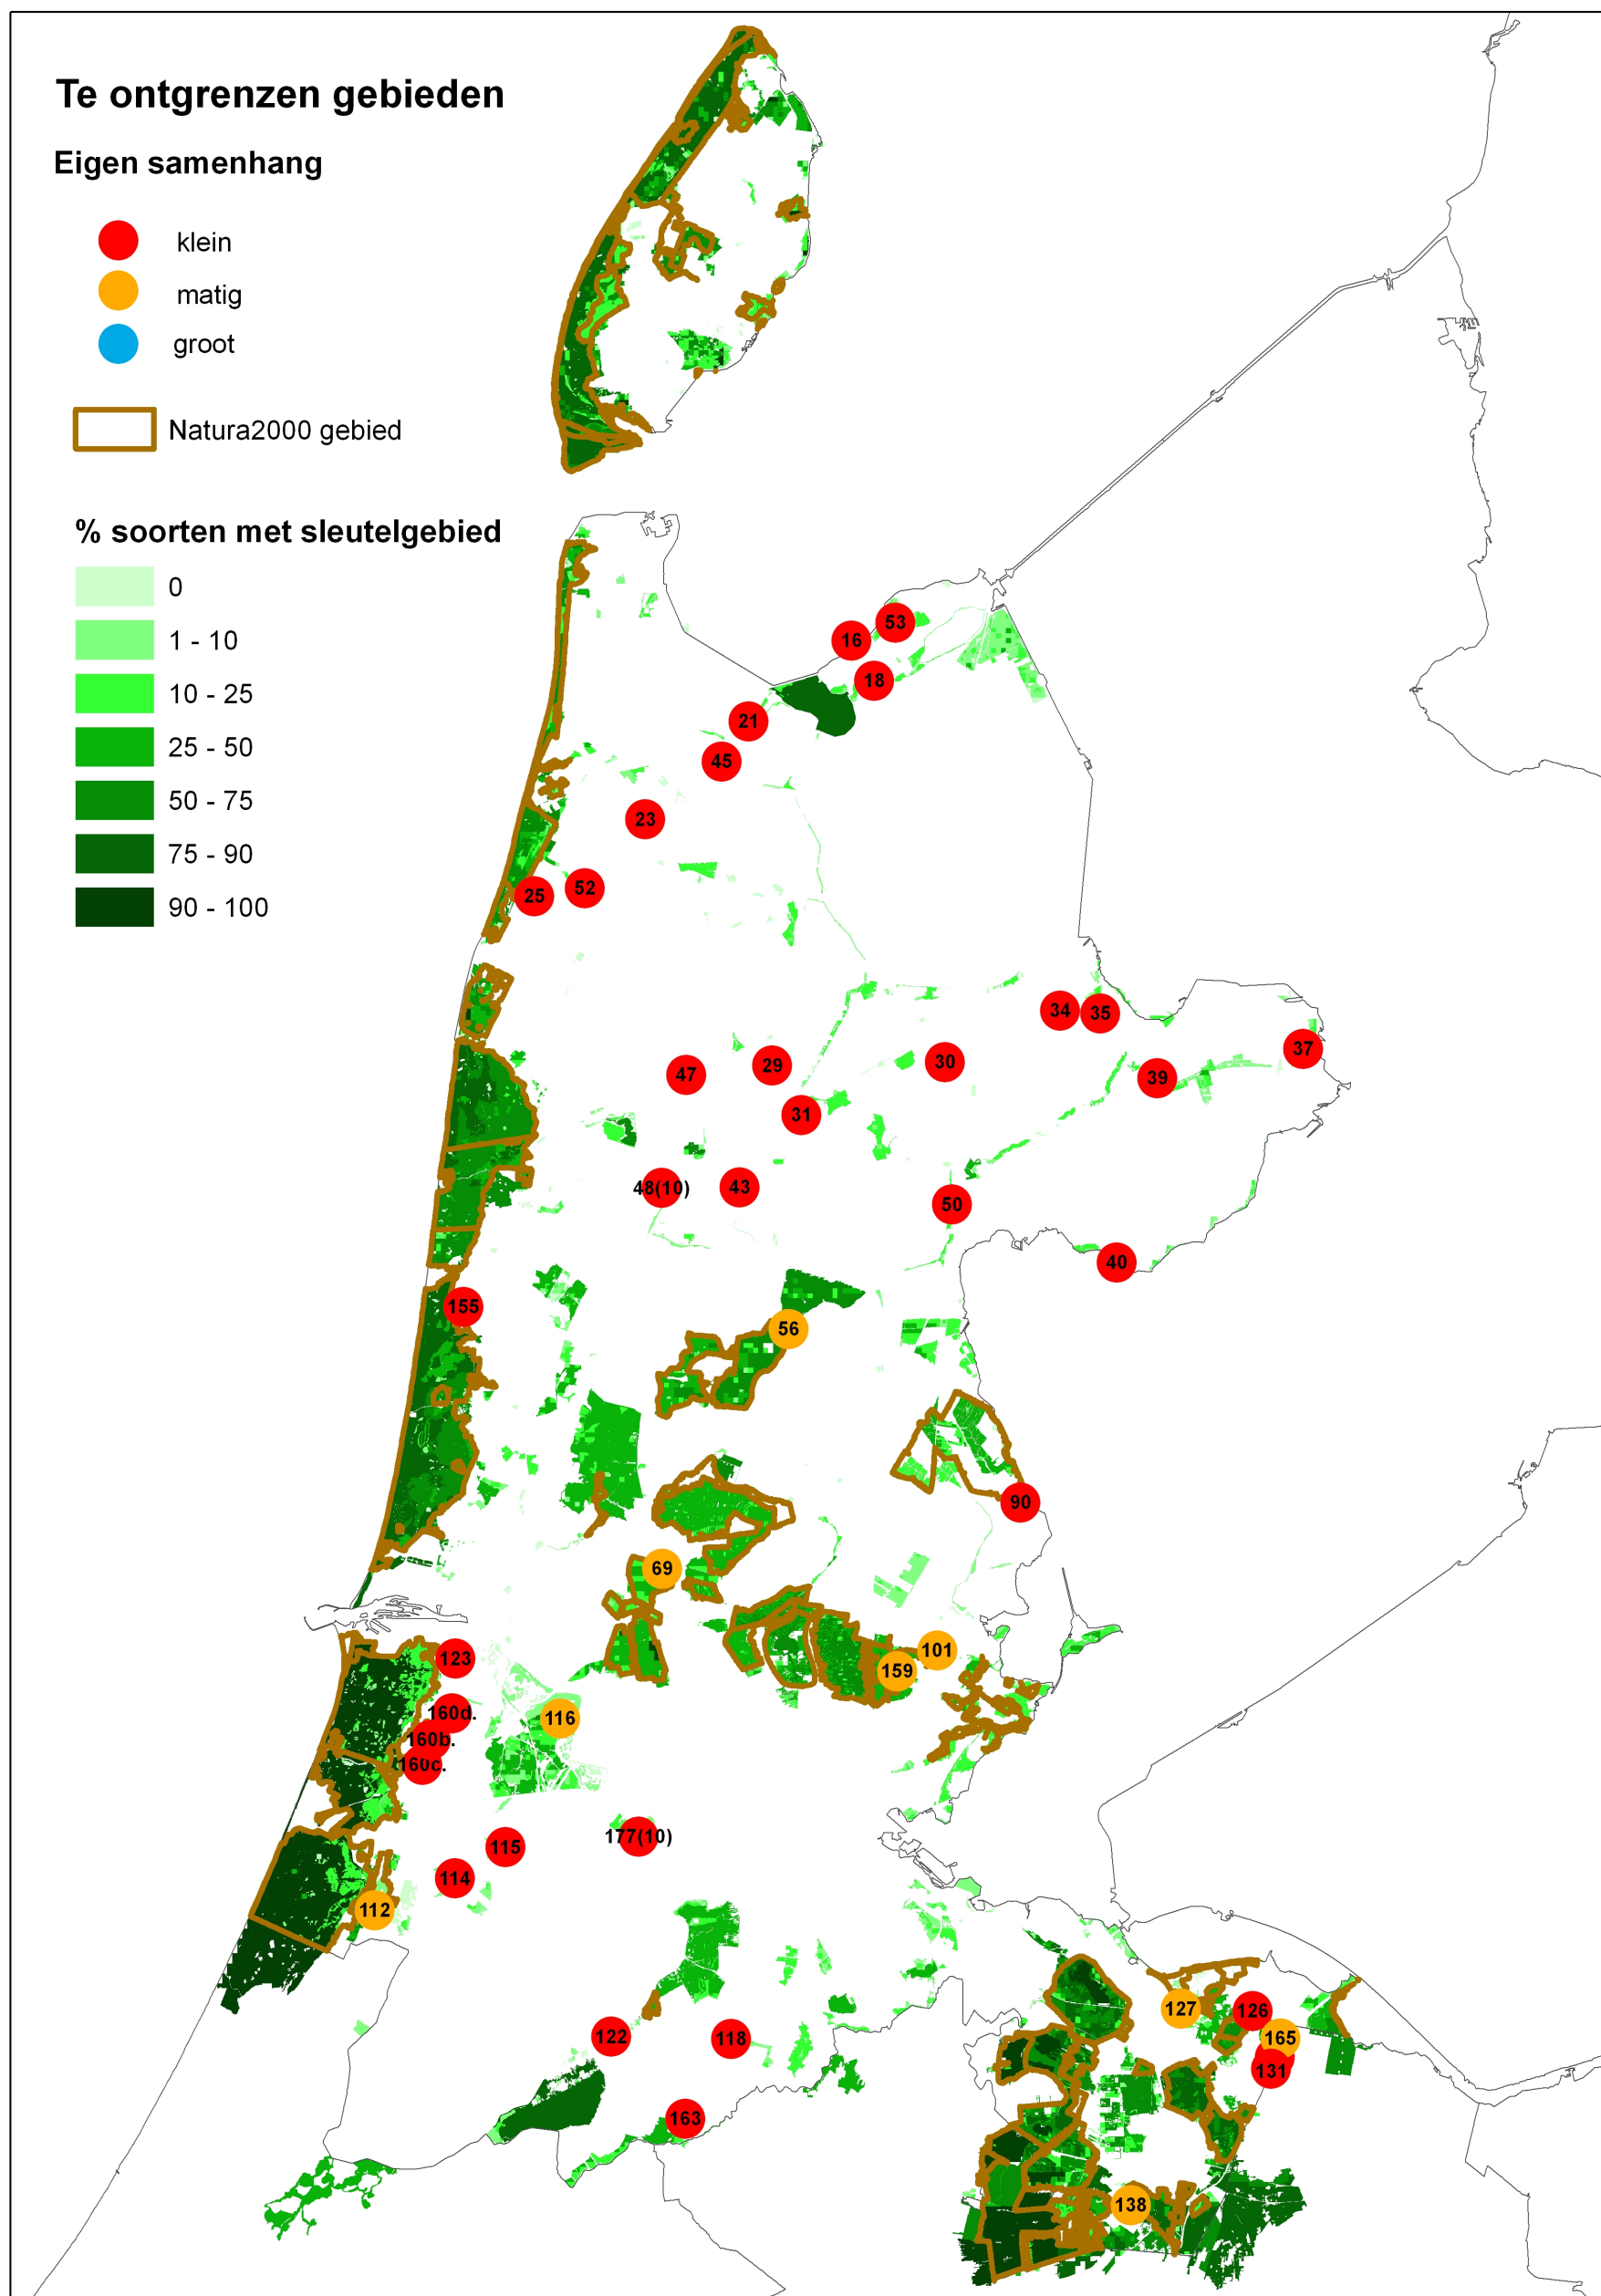 Te ontgrenzen gebieden
Eigen samenhang
klein
matig
groot
Natura2000 gebied
% soorten met sleutelgebied
0
1 - 10
10 - 25
25 - 50
50 - 75
75 - 90
90 - 100
53
16
18
21
45
23
52
25
34
35
37
30
29
47
39
31
48(10)
43
50
40
155
56
90
69
101
123
159
160d.
116
160b.
160c.
177(10)
115
114
112
127
126
122
118
165
131
163
138